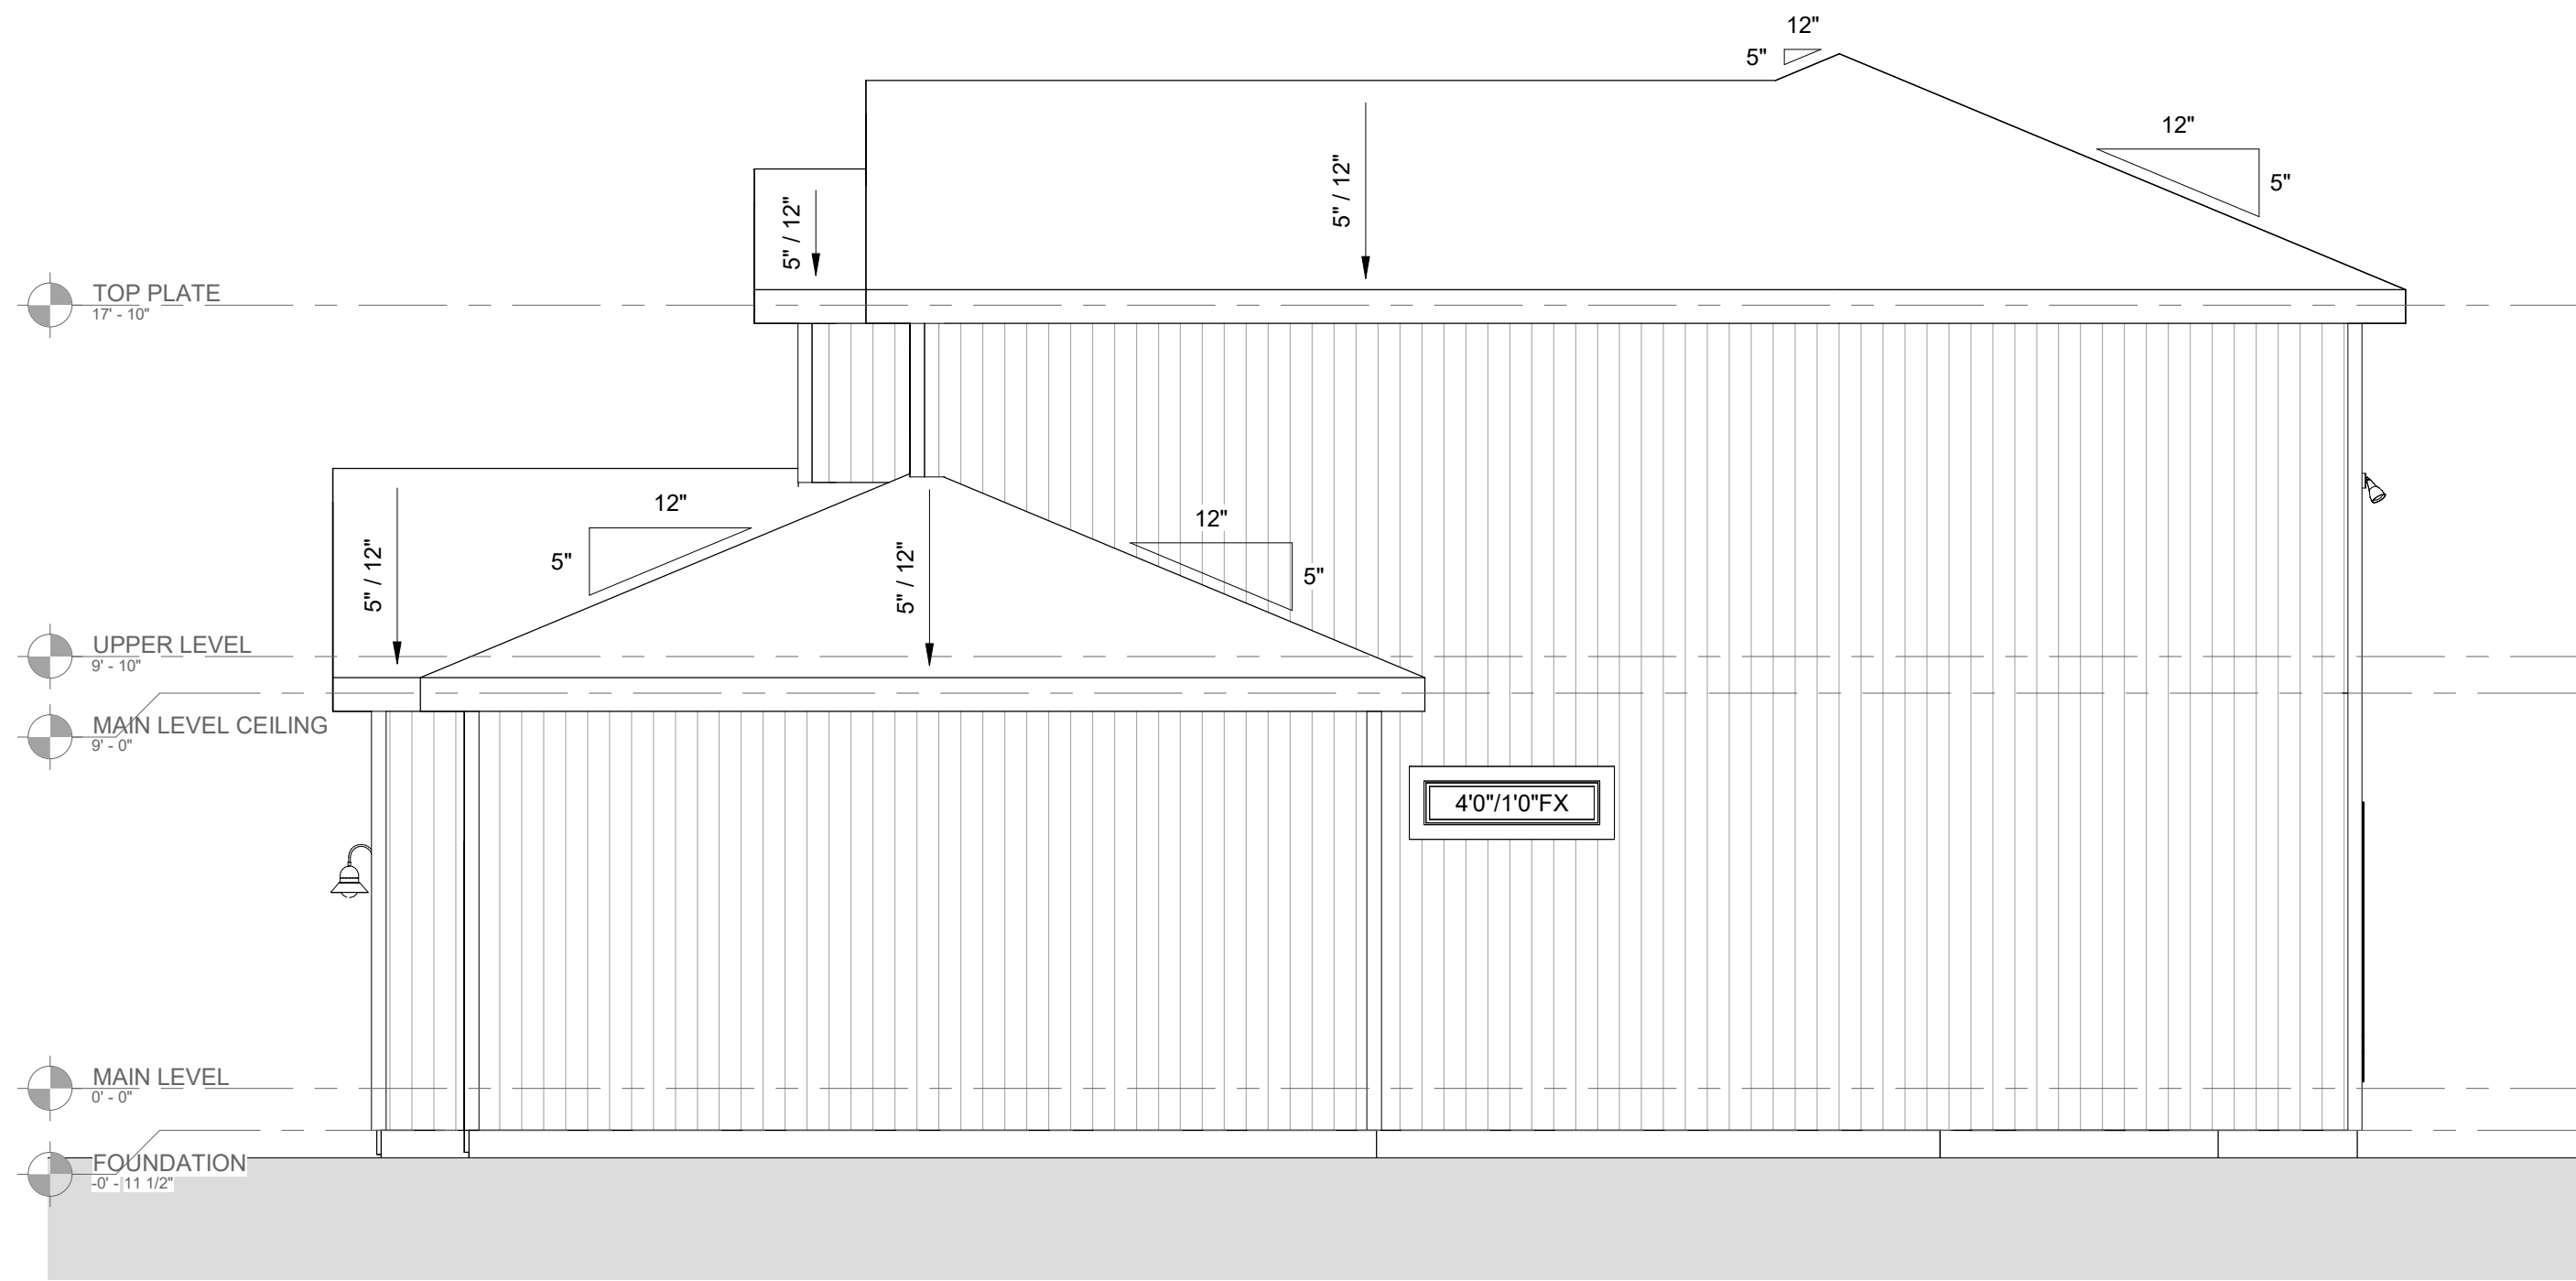 12"
5"
12"
5"
5" / 12"
5" / 12"
TOP PLATE
17' - 10"
12"
5"
12"
5"
5" / 12"
5" / 12"
UPPER LEVEL
9' - 10"
MAIN LEVEL CEILING
9' - 0"
4'0"/1'0"FX
MAIN LEVEL
0' - 0"
FOUNDATION
-0' - 11 1/2"